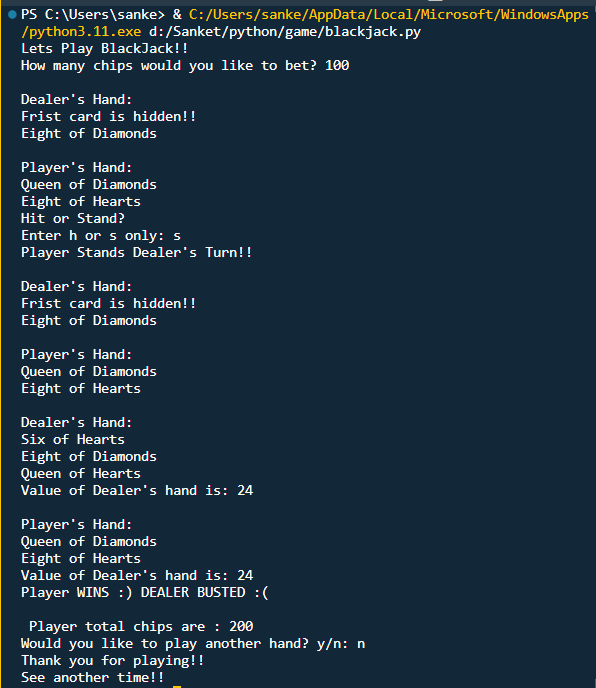 PS C:\Users\sanke> & C:/Users/sanke/AppData/Local/Microsoft/WindowsApps
/python3.11.exe d:/Sanket/python/game/blackjack.py
Lets Play BlackJack!!
How many chips would you like to bet? 100
Dealer's Hand:
Frist card is hidden!!
Eight of Diamonds
Player's Hand:
Queen of Diamonds
Eight of Hearts
Hit or Stand?
Enter h or s only: s
Player Stands Dealer's Turn!!
Dealer's Hand:
Frist card is hidden!!
Eight of Diamonds
Player's Hand:
Queen of Diamonds
Eight of Hearts
Dealer's Hand:
Six of Hearts
Eight of Diamonds
Queen of Hearts
Value of Dealer's hand is: 24
Player's Hand:
Queen of Diamonds
Eight of Hearts
Value of Dealer's hand is: 24
Player WINS :) DEALER BUSTED :(
Player total chips are : 200
Would you like to play another hand? y/n: n
Thank you for playing!!
See another time!!